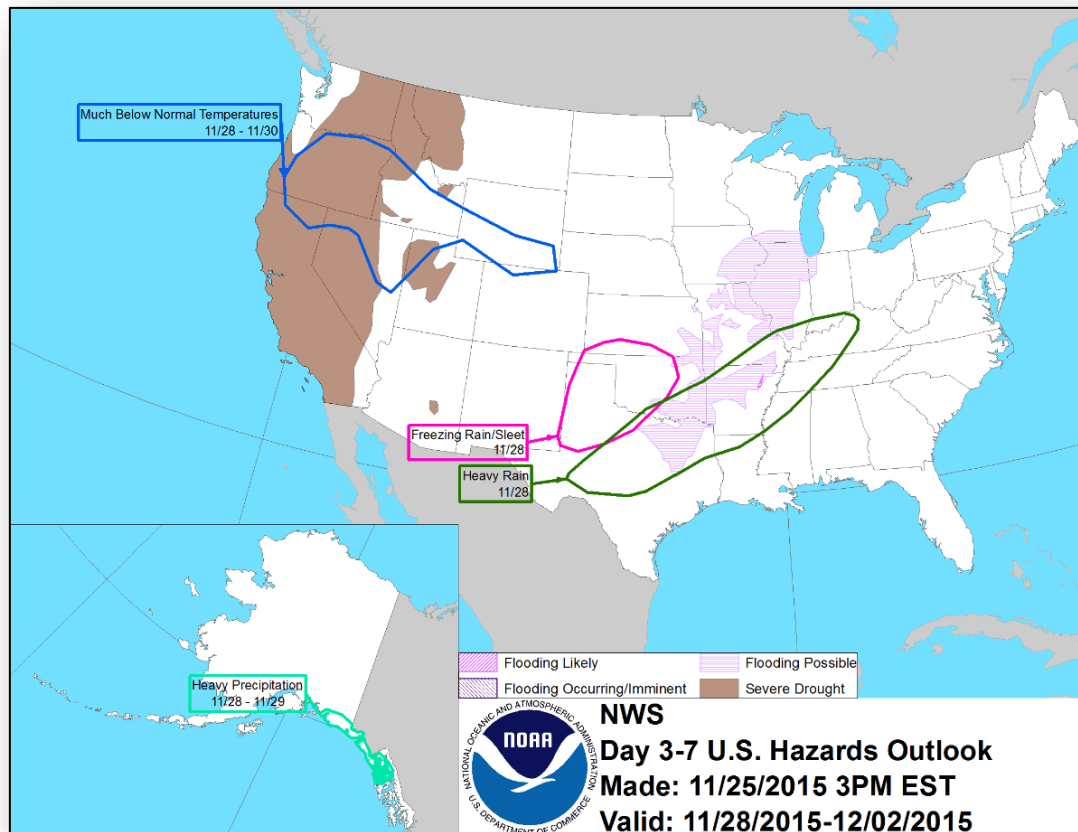 Much Below Normal Temperatures
11/28 - 11/30
Freezing Rain/Sleet
11/28
Heavy Rain
11/28
Heavy Precipitation
11/28 - 11/29
Flooding Likely
Flooding Possible
Flooding Occurring/Imminent
Severe Drought
NATIONAL OCEANIC AND ATMOSPHERIC ADMINISTRATION
NOAA
U.S. DEPARTMENT OF COMMERCE
NWS
Day 3-7 U.S. Hazards Outlook
Made: 11/25/2015 3PM EST
Valid: 11/28/2015-12/02/2015